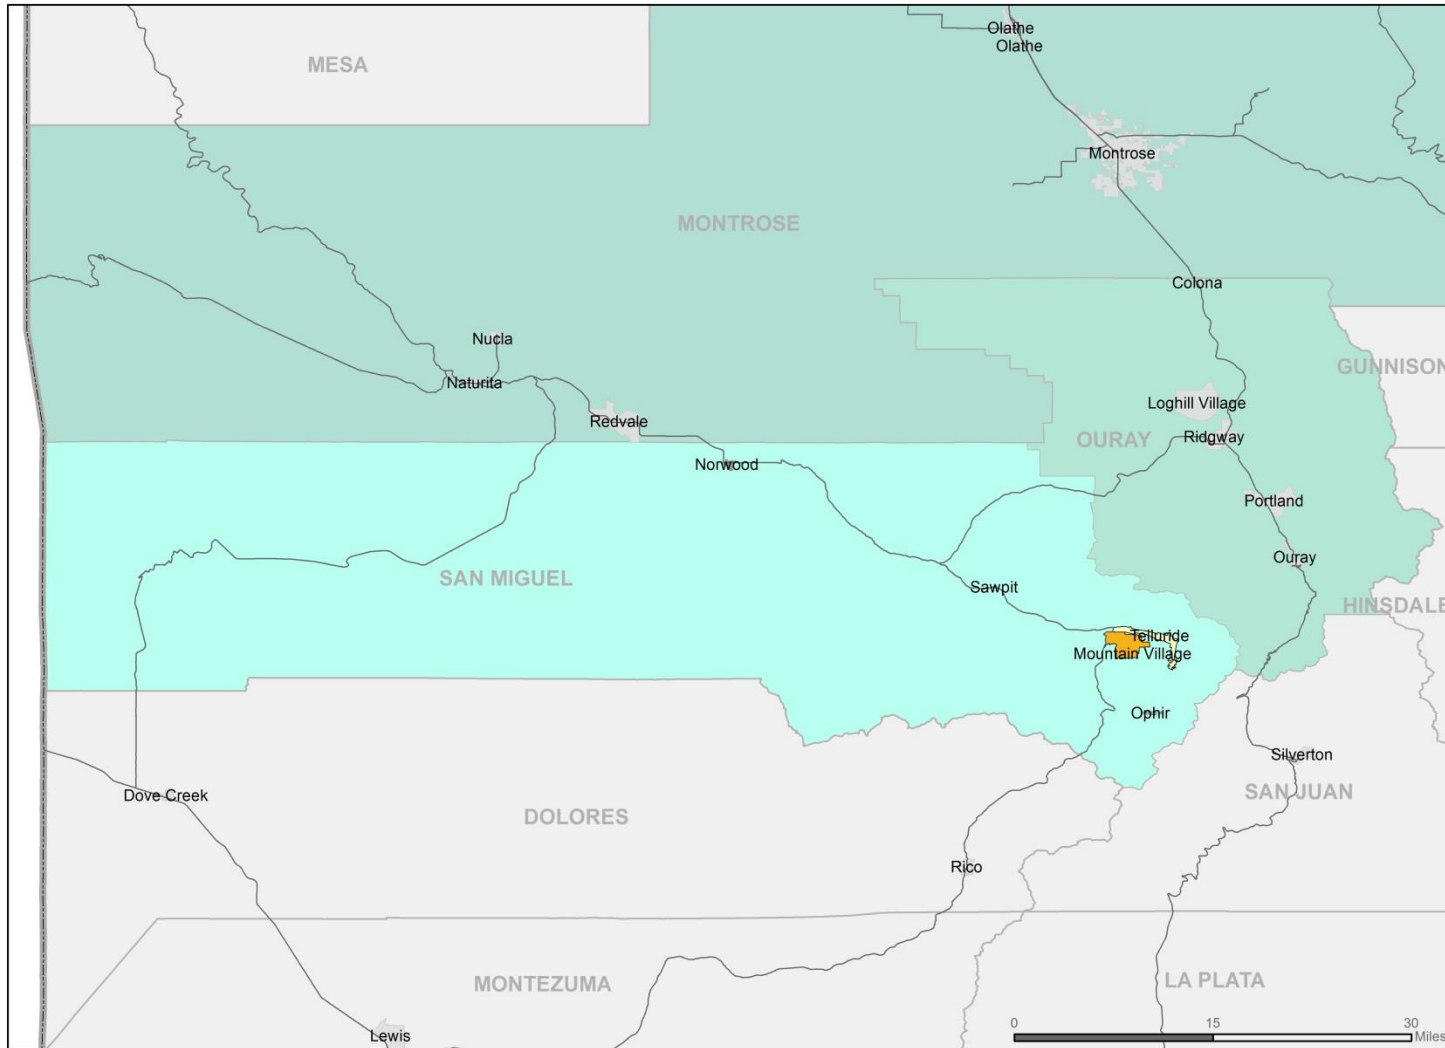 Olathe
Olathe
MESA
Montrose
MONTROSE
Colona
Nucla
GUNNISON
Naturita
Loghill Village
Redvale
OURAY
Ridgway
Norwood
Portland
Ouray
SAN MIGUEL
Sawpit
HINSDALE
Telluride
Mountain Village
Ophir
Silverton
Dove Creek
SAN JUAN
DOLORES
Rico
MONTEZUMA
LA PLATA
0 15 30
Miles
Lewis